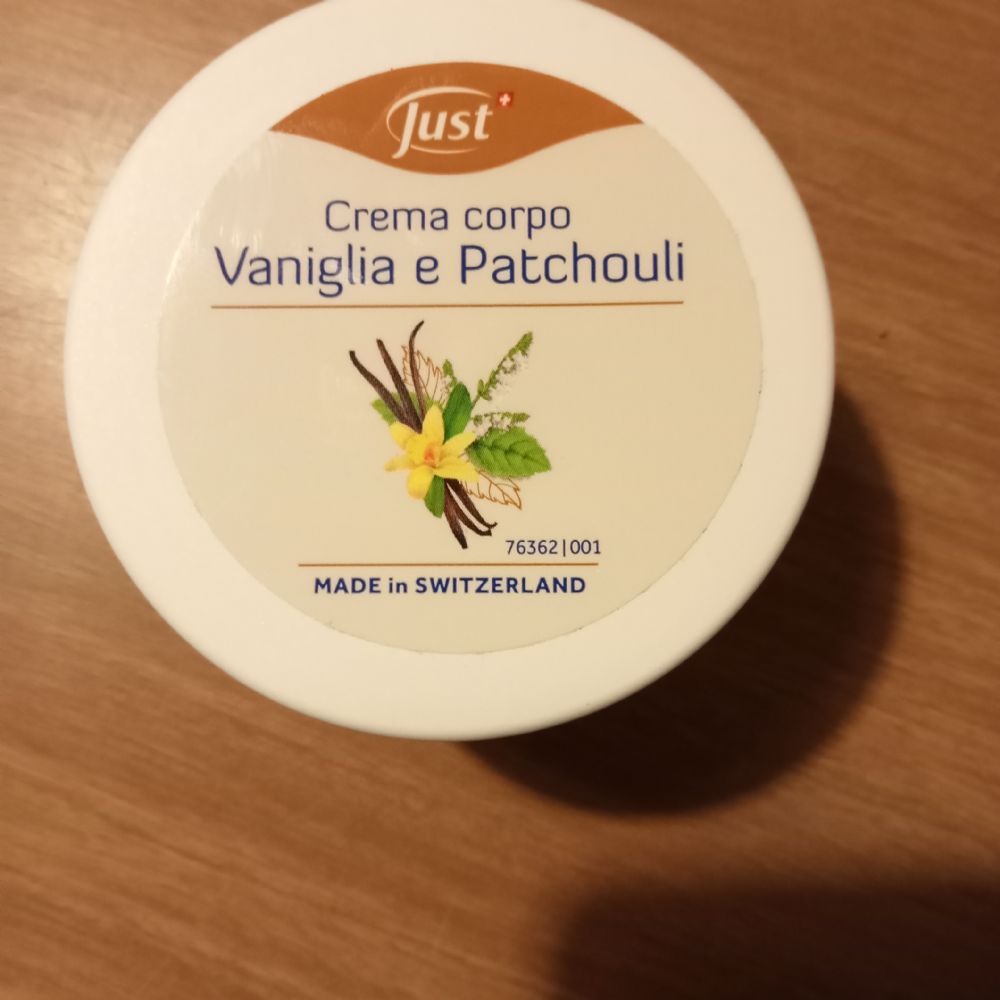 Just
Crema corpo
Vaniglia e Patchouli
76362|001
MADE in SWITZERLAND